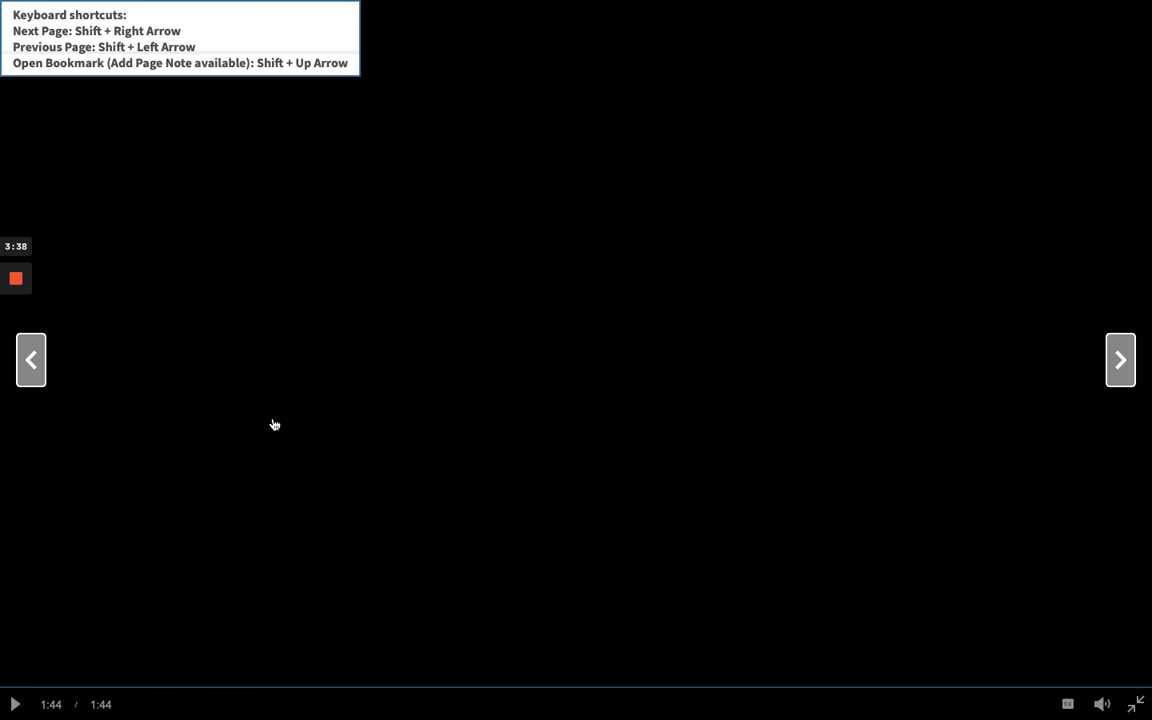 Keyboard shortcuts:
Next Page: Shift + Right Arrow
Previous Page: Shift + Left Arrow
Open Bookmark (Add Page Note available): Shift + Up Arrow
3:38
1:44 / 1:44
CC